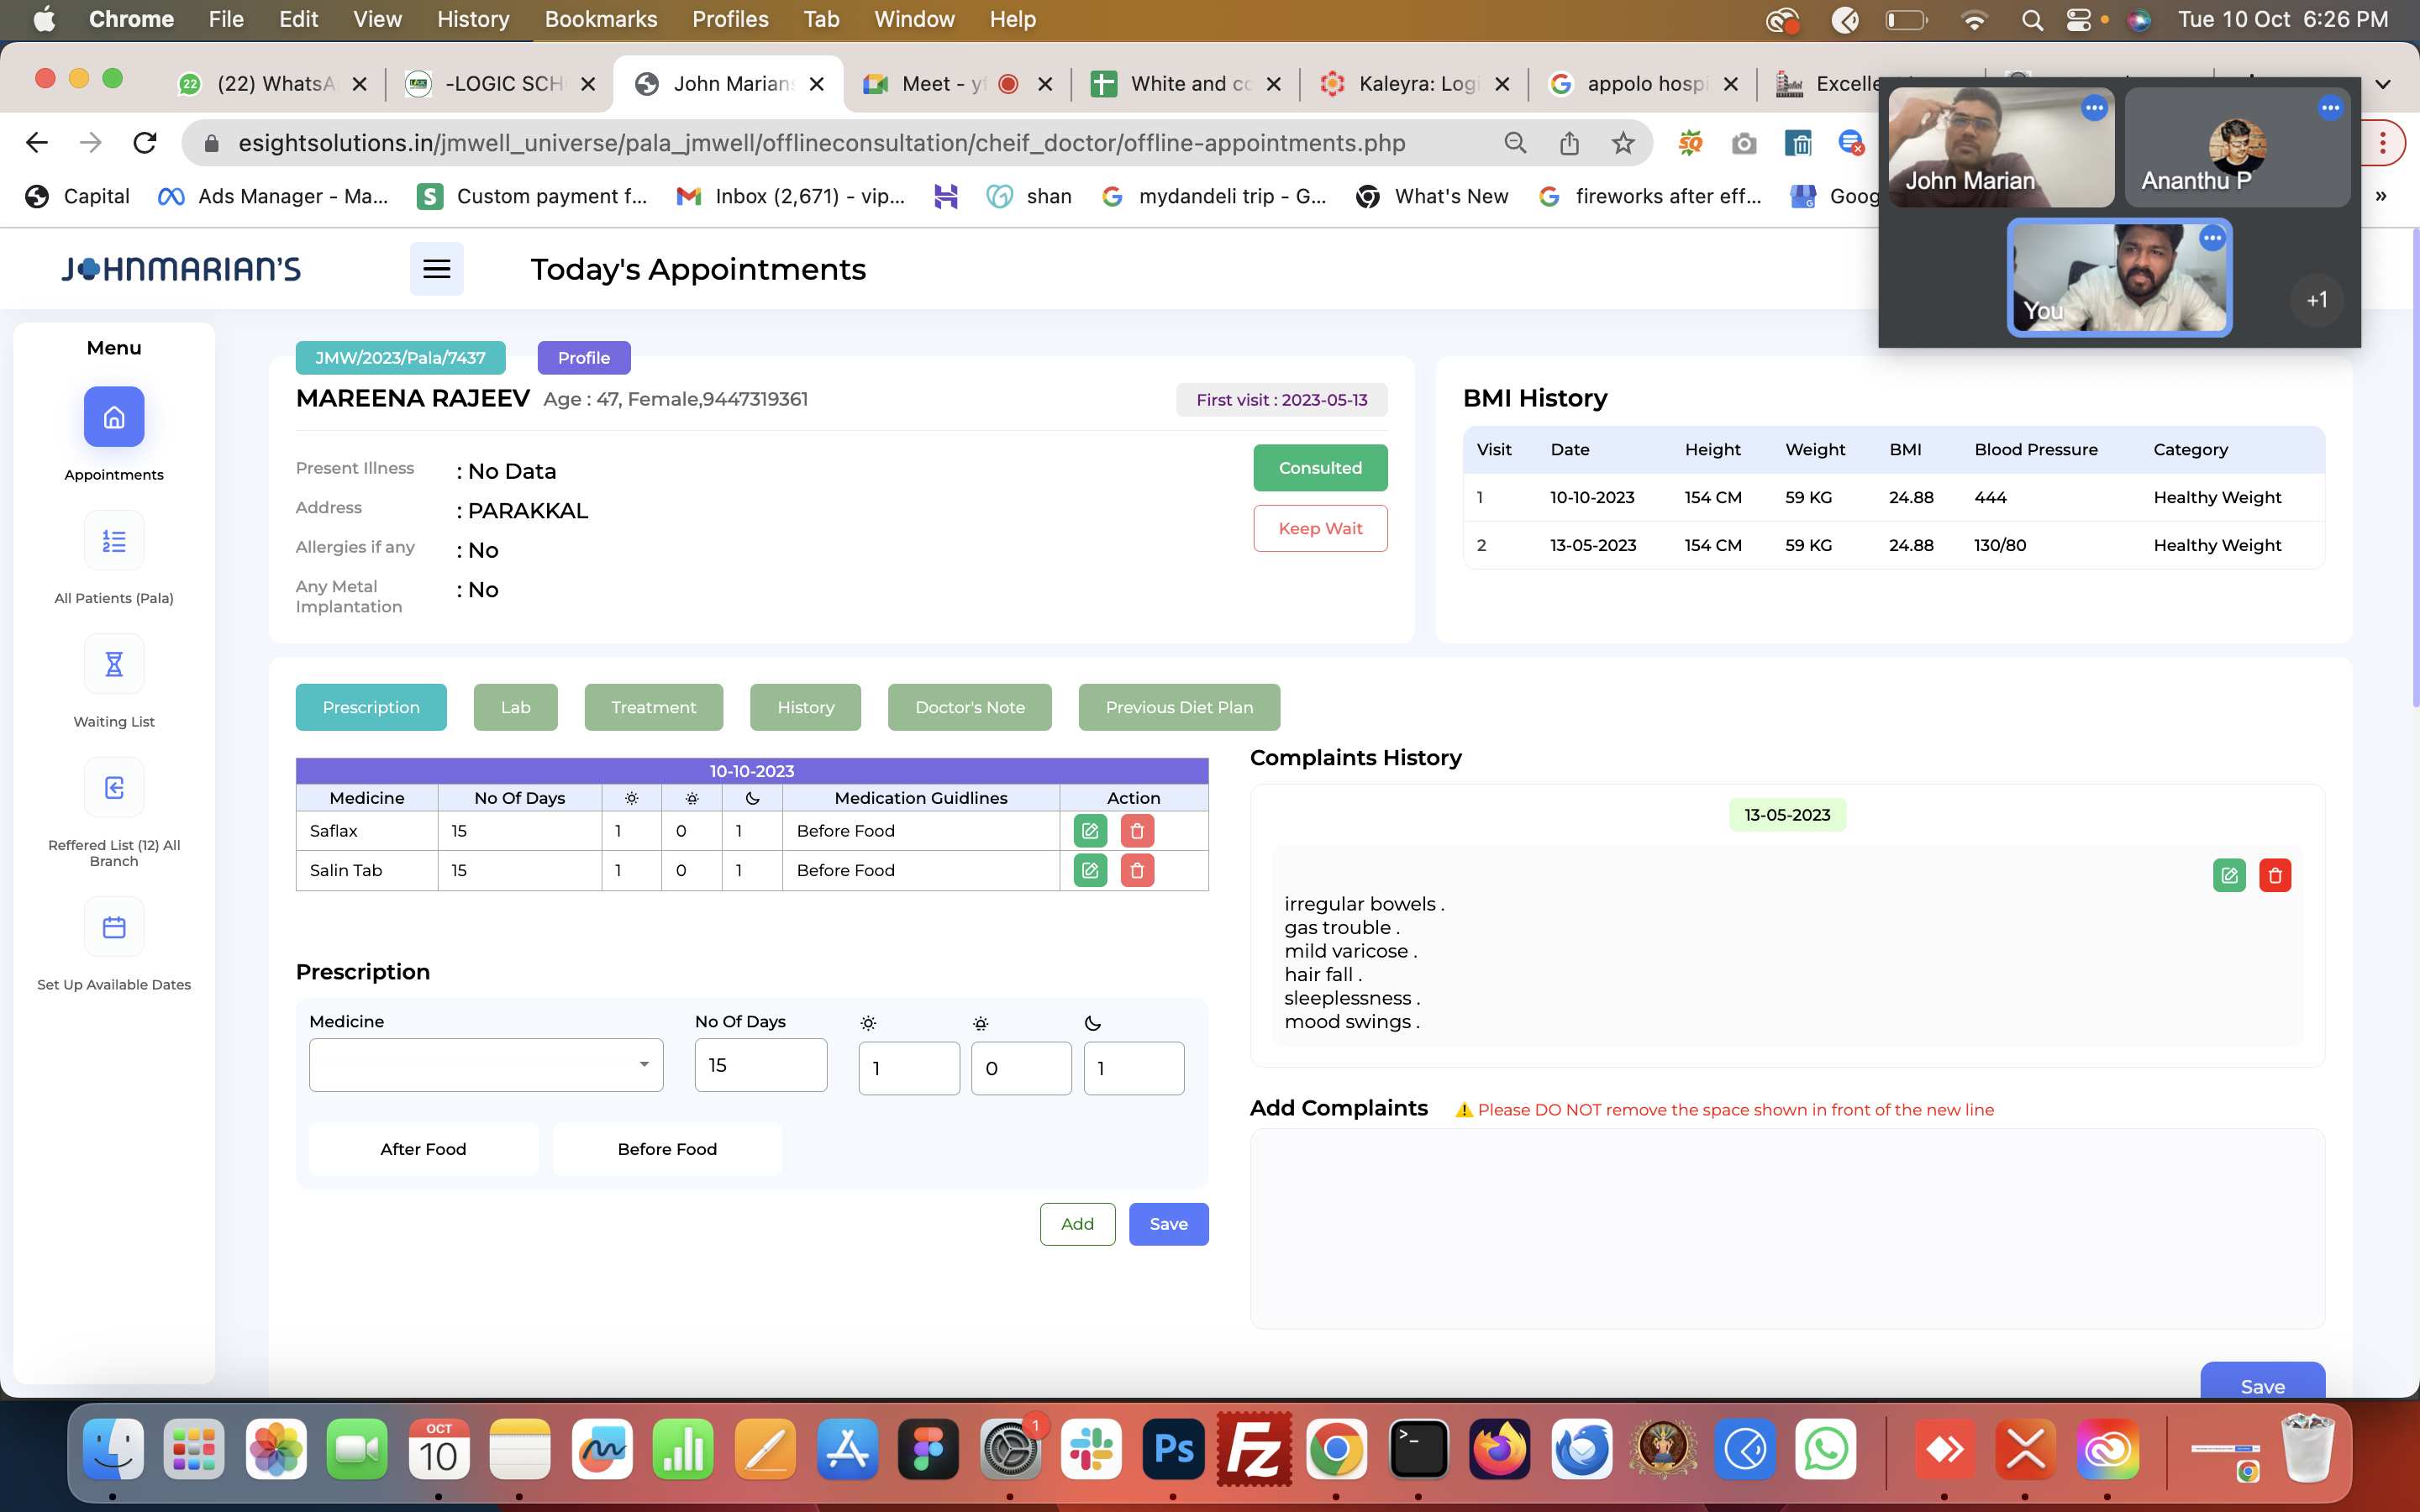 Chrome File Edit View History Bookmarks Profiles Tab Window Help Tue 10 Oct 6:26 PM
22 (22) WhatsA -LOGIC SCH John Marian Meet - Kaleyra: Log appolo hosp Excelle
White and
esightsolutions.in/jmwell_universe/pala_jmwell/offlineconsultation/cheif_doctor/offline-appointments.php
Capital Ads Manager - Ma... Custom payment f... Inbox (2,671) - vip... shan mydandeli trip - G... What's New fireworks after eff... Goog »
John Marian Ananthu P
You +1
JOHNMARIAN'S Today's Appointments
Menu
Appointments
All Patients (Pala)
Waiting List
Reffered List (12) All
Branch
Set Up Available Dates
JMW/2023/Pala/7437 Profile
MAREENA RAJEEV Age : 47, Female,9447319361 First visit : 2023-05-13
Present Illness : No Data
Address : PARAKKAL
Allergies if any : No
Any Metal
Implantation : No
Consulted
Keep Wait
BMI History
Visit Date Height Weight BMI Blood Pressure Category
1 10-10-2023 154 CM 59 KG 24.88 444 Healthy Weight
2 13-05-2023 154 CM 59 KG 24.88 130/80 Healthy Weight
Prescription Lab Treatment History Doctor's Note Previous Diet Plan
10-10-2023
Medicine No Of Days Medication Guidlines Action
Saflax 15 1 0 1 Before Food
Salin Tab 15 1 0 1 Before Food
Prescription
Medicine No Of Days
15 1 0 1
After Food Before Food
Add Save
Complaints History
13-05-2023
irregular bowels .
gas trouble .
mild varicose .
hair fall .
sleeplessness .
mood swings .
Add Complaints ⚠ Please DO NOT remove the space shown in front of the new line
Save
OCT
10
1
Ps
Fz
>_